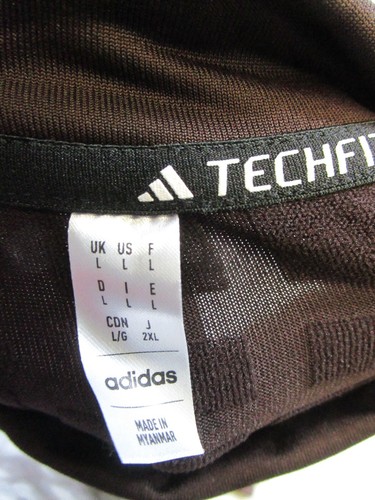 TECHFIT
UK US F
L L L
D I E
L L L
CDN J
L/G 2XL
adidas
MADE IN
MYANMAR